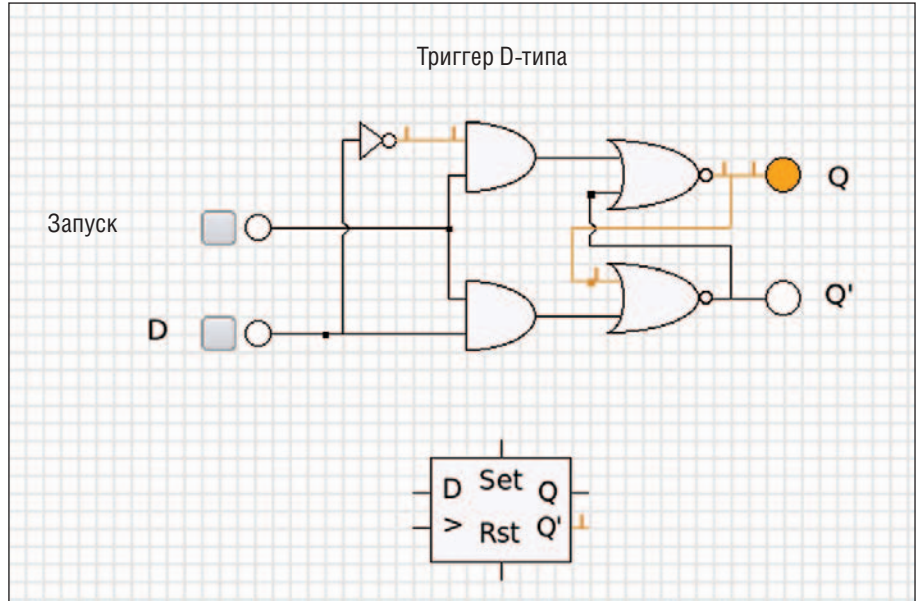 Триггер D-типа
Q
Запуск
Q'
D
D Set Q
> Rst Q'